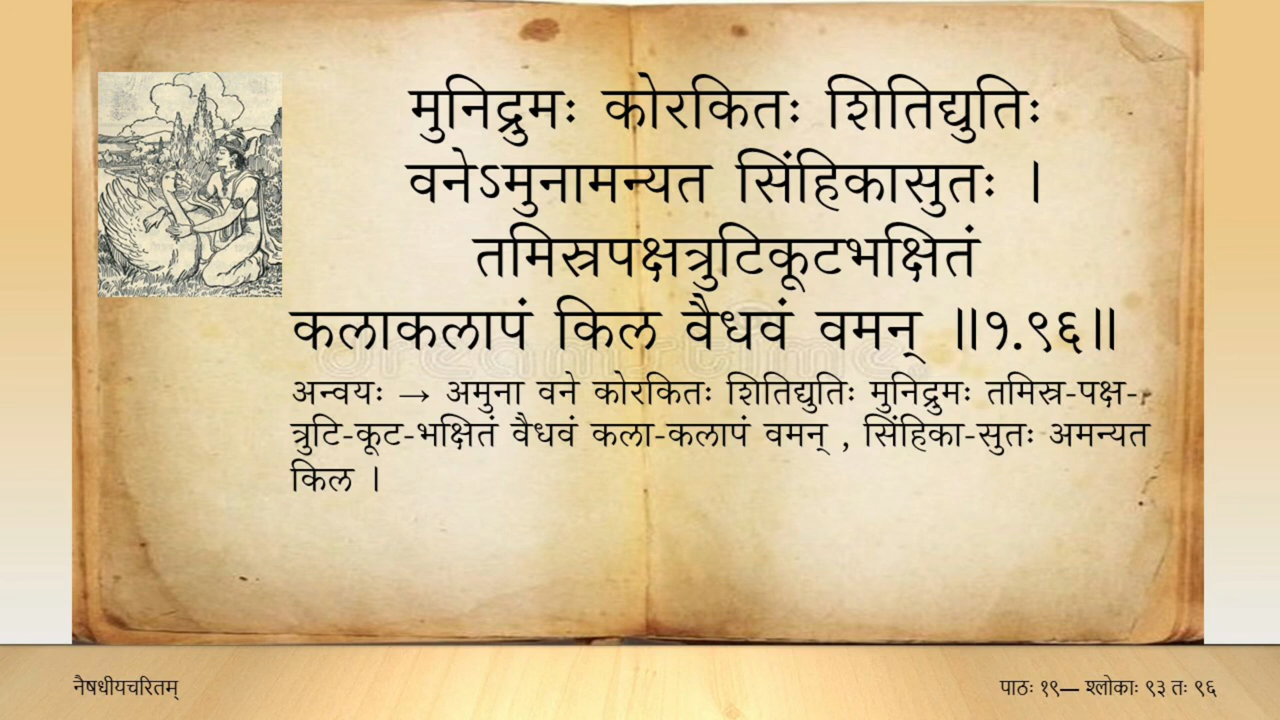 मुनिद्रुमः कोरकितः शितिद्युतिः
वनेऽमुनामन्यत सिंहिकासुतः ।
तमिस्रपक्षत्रुटिकूटभक्षितं
कलाकलापं किल वैधवं वमन् ॥१.९६॥
अन्वयः → अमुना वने कोरकितः शितिद्युतिः मुनिद्रुमः तमिस्र-पक्ष-
त्रुटि-कूट-भक्षितं वैधवं कला-कलापं वमन् , सिंहिका-सुतः अमन्यत
किल ।
नैषधीयचरितम्
पाठः १९— श्लोकाः ९३ तः ९६